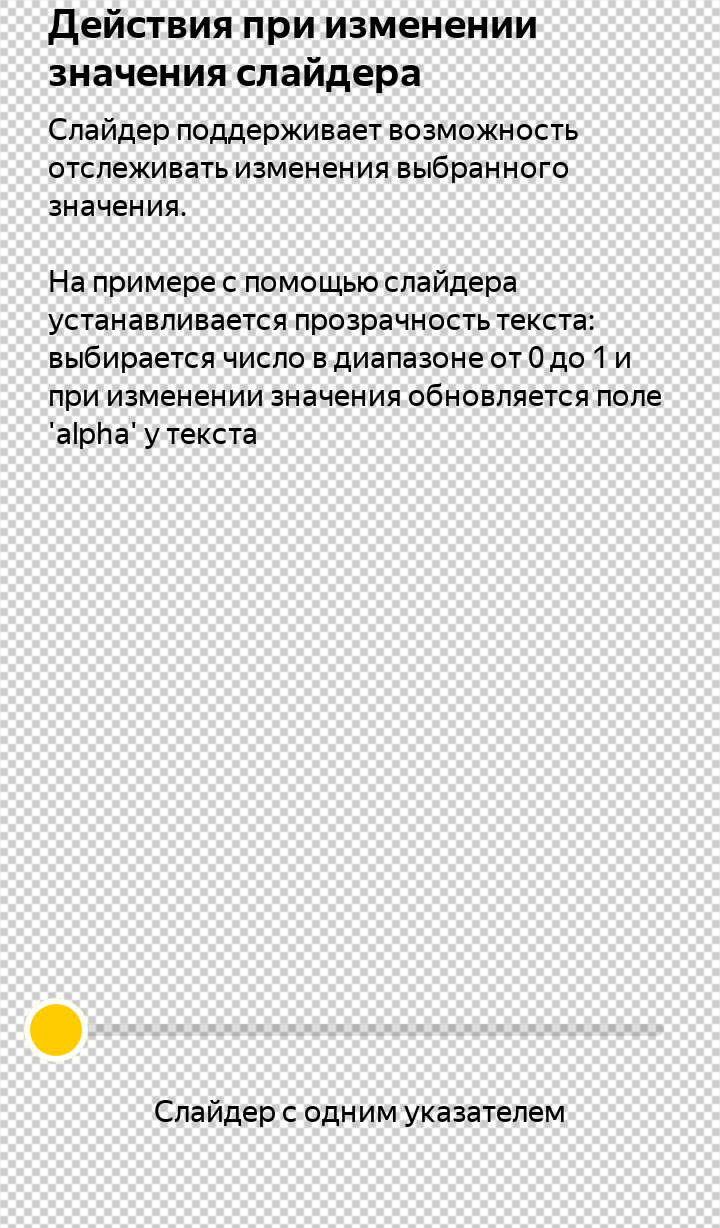 Действия при изменении
значения слайдера
Слайдер поддерживает возможность
отслеживать изменения выбранного
значения.
На примере с помощью слайдера
устанавливается прозрачность текста:
выбирается число в диапазоне от 0 до 1 и
при изменении значения обновляется поле
'alpha' у текста
Слайдер с одним указателем